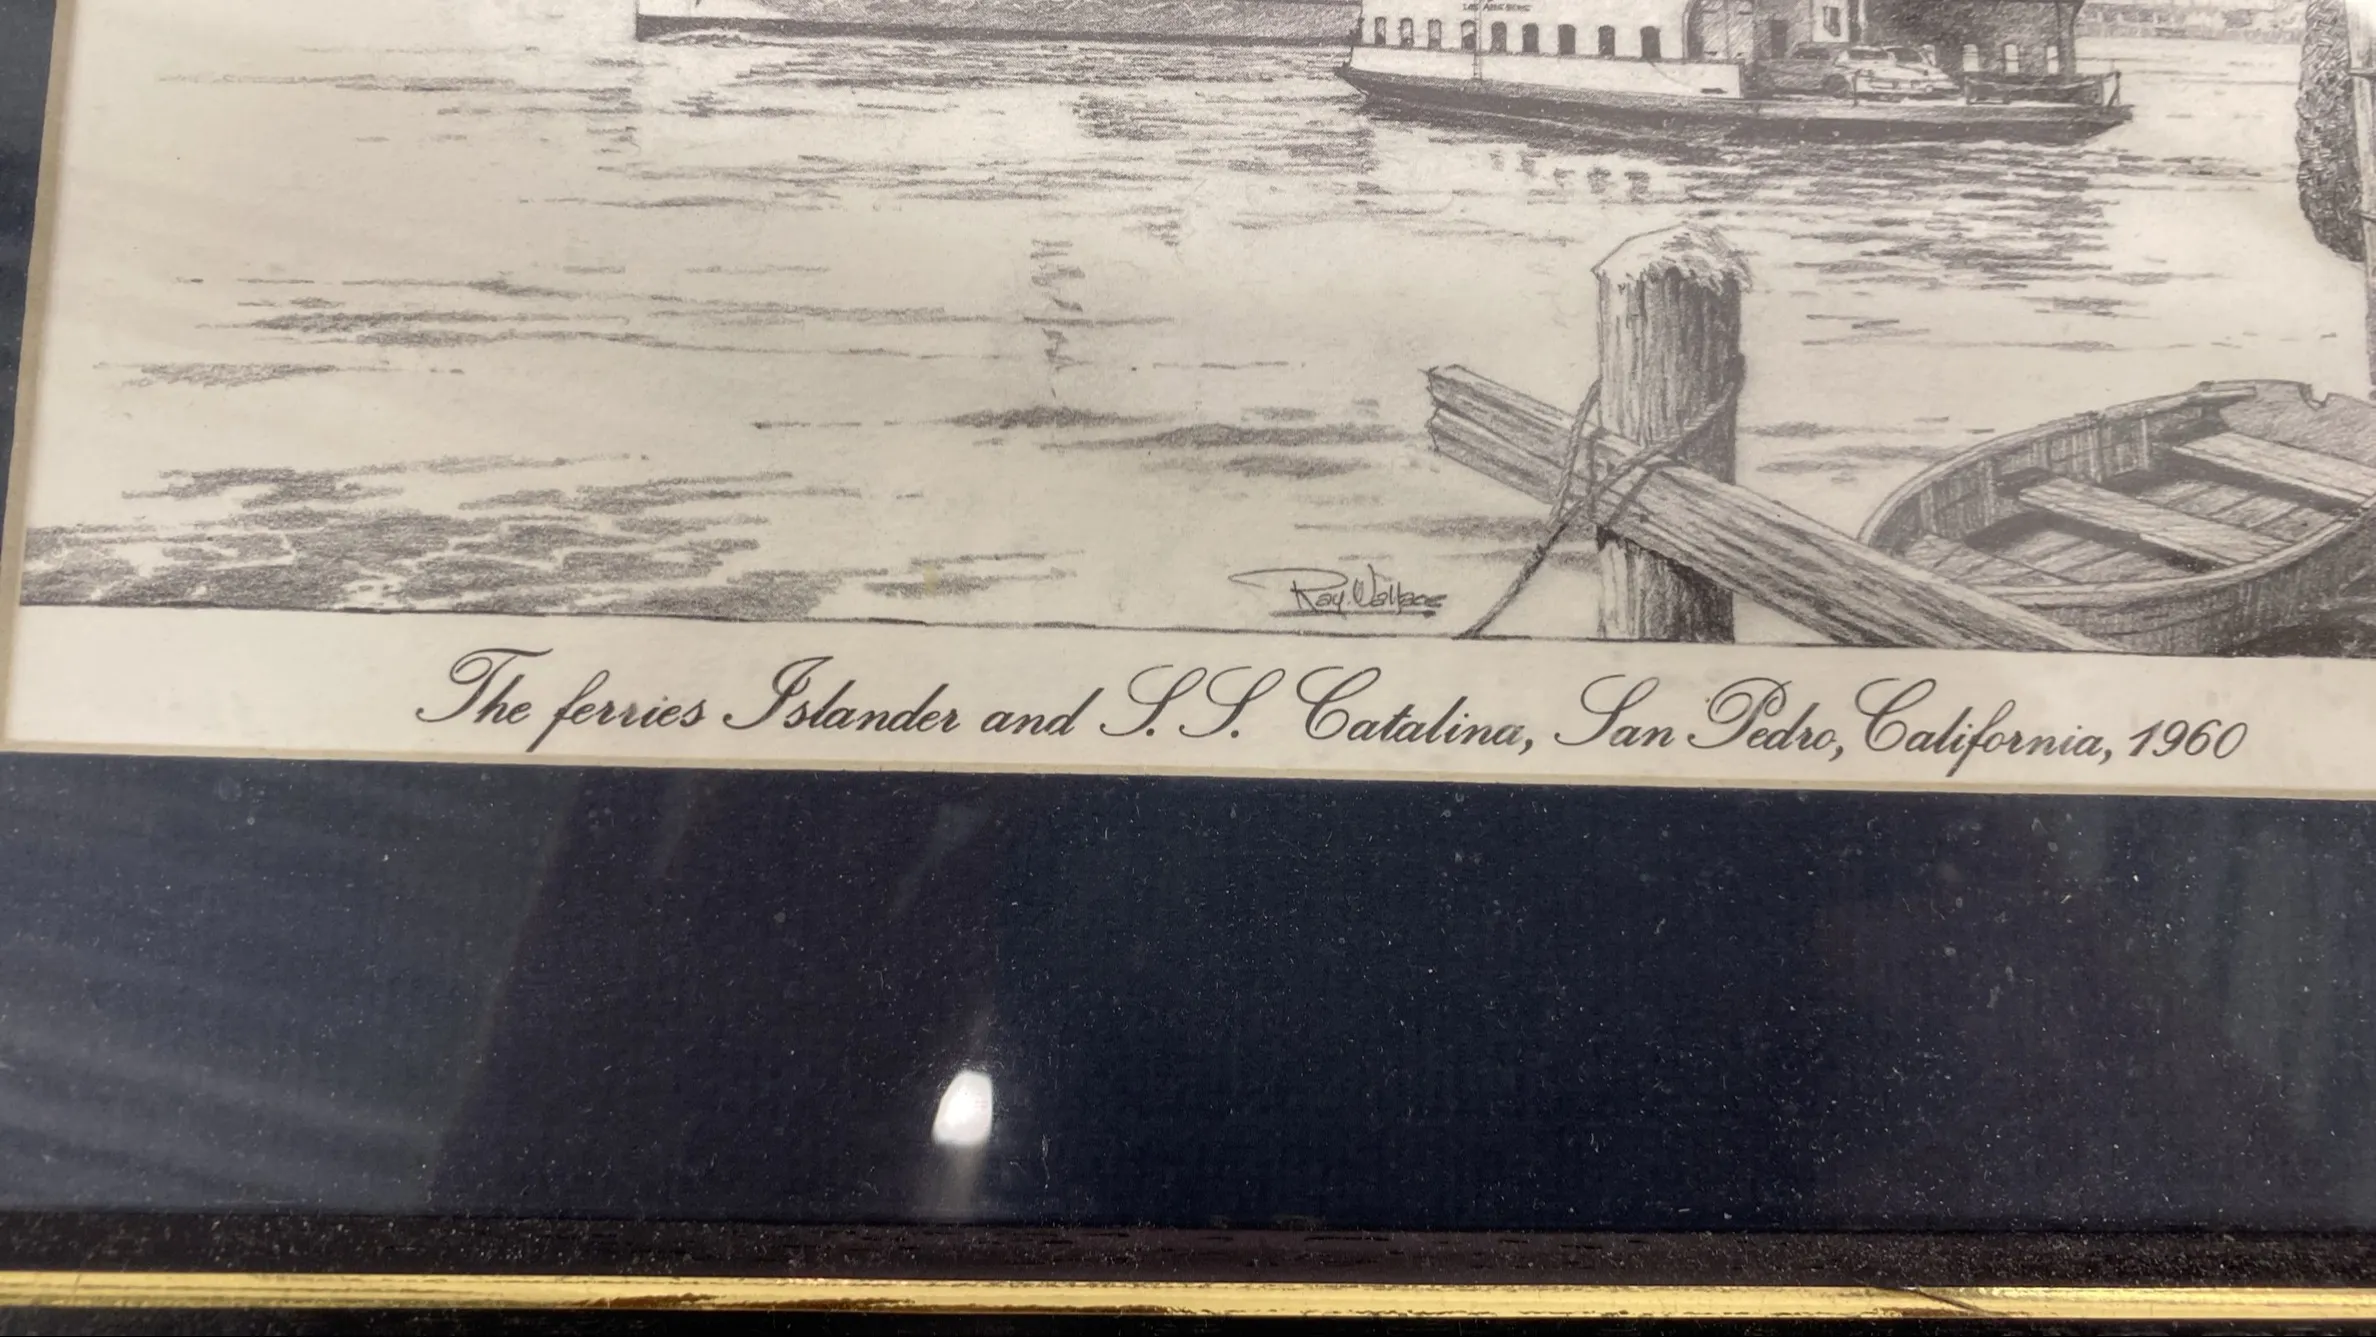 Ray Wallace
The ferries Islander and S.S. Catalina, San Pedro, California, 1960